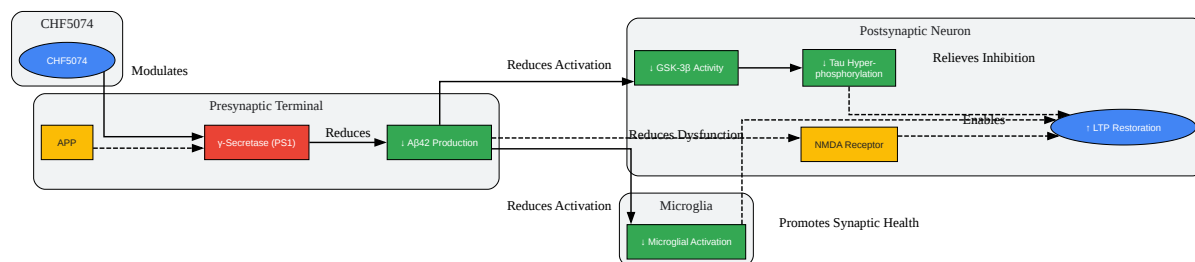 CHF5074
CHF5074
Modulates
Presynaptic Terminal
APP
γ-Secretase (PS1)
Reduces
↓ Aβ42 Production
Reduces Activation
Reduces Dysfunction
Reduces Activation
Postsynaptic Neuron
↓ GSK-3β Activity
↓ Tau Hyper-
phosphorylation
Relieves Inhibition
Enables
NMDA Receptor
↑ LTP Restoration
Microglia
↓ Microglial Activation
Promotes Synaptic Health